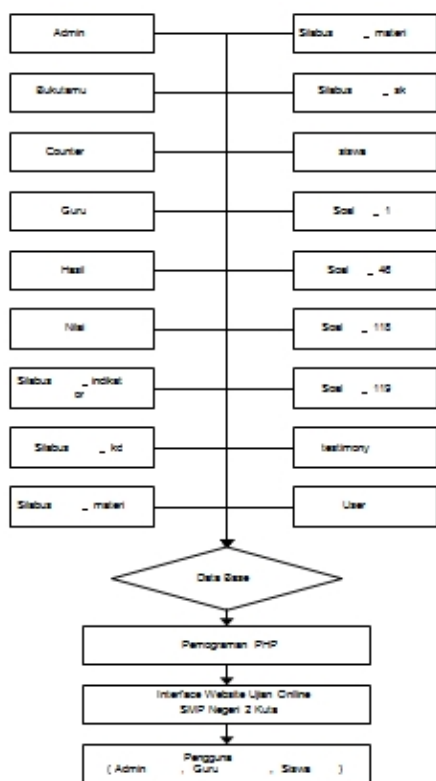 Admin
Silabus _ materi
Bukutamu
Silabus _ sk
Counter
siswa
Guru
Soal _ 1
Hasil
Soal _ 46
Nilai
Soal _ 118
Silabus _ indikat
or
Soal _ 119
Silabus _ kd
testimony
Silabus _ materi
User
Data Base
Pemograman PHP
Interface Website Ujian Online
SMP Negeri 2 Kuta
Pengguna
( Admin , Guru , Siswa )